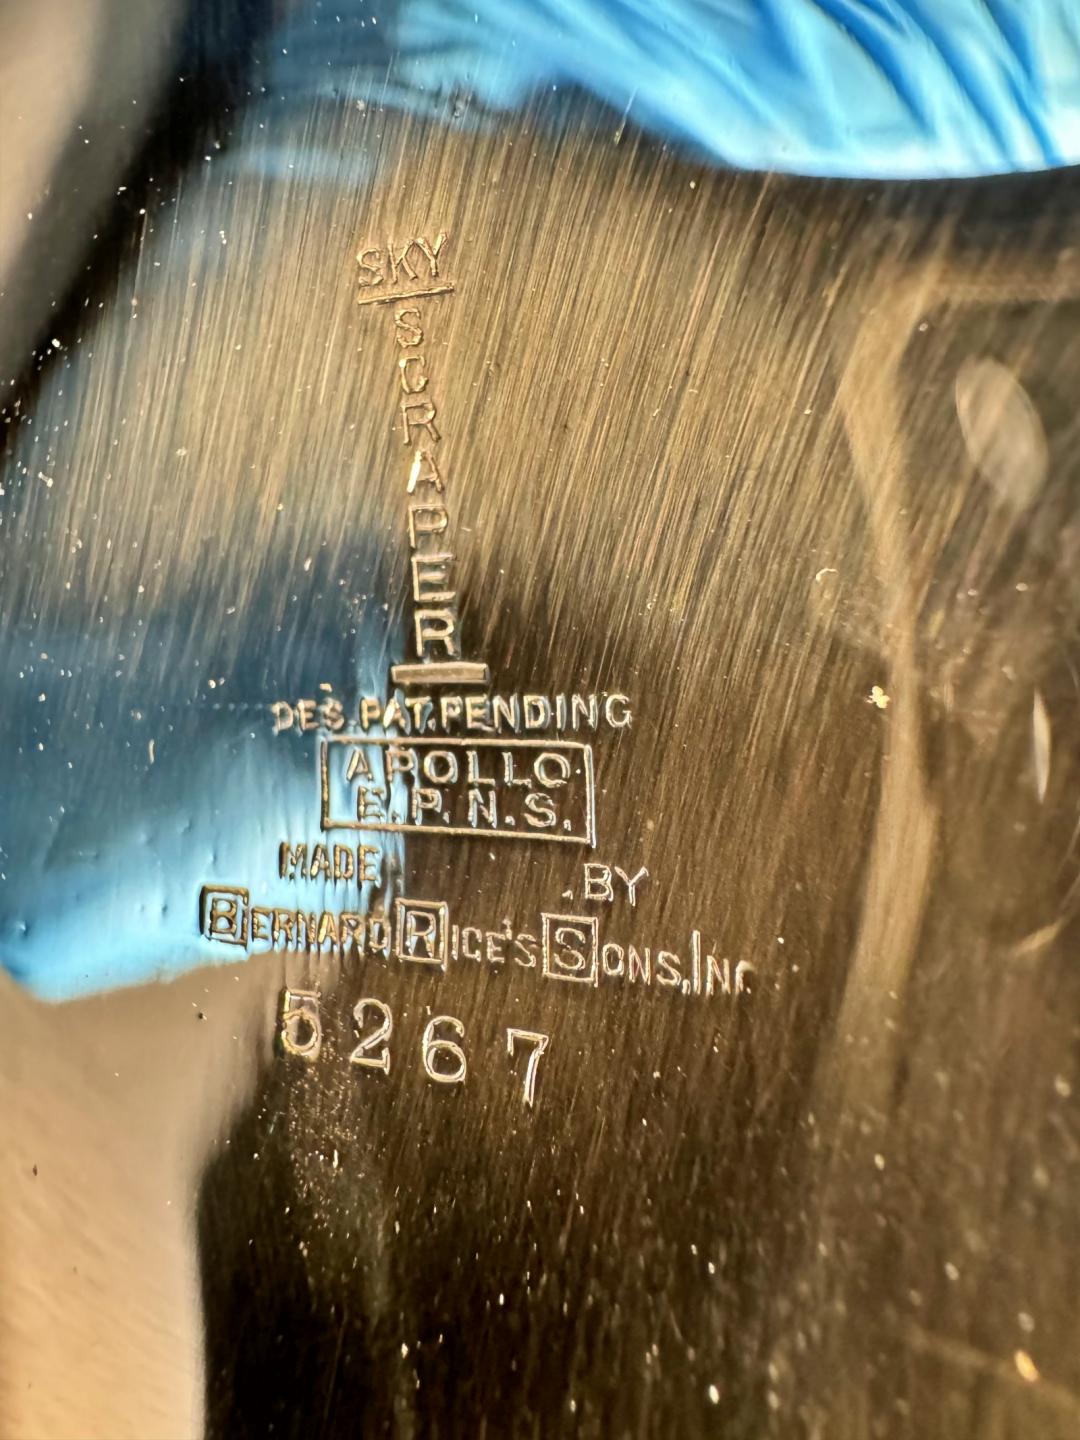 SKY
SCRAPER
DES. PAT. PENDING
APOLLO
E.P.N.S.
MADE BY
BERNARD RICE'S SONS, INC.
5267